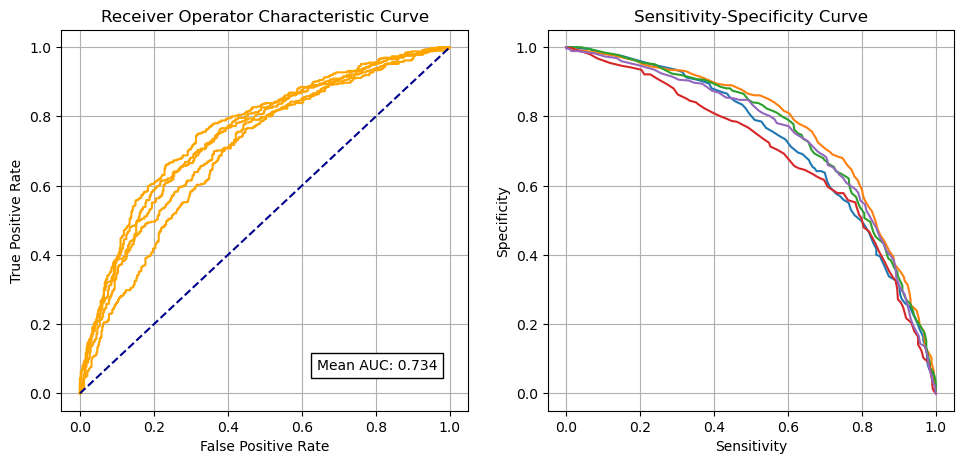 Receiver Operator Characteristic Curve
1.0
0.8
0.6
0.4
0.2
0.0
True Positive Rate
Mean AUC: 0.734
0.0 0.2 0.4 0.6 0.8 1.0
False Positive Rate
Sensitivity-Specificity Curve
1.0
0.8
0.6
0.4
0.2
0.0
Specificity
0.0 0.2 0.4 0.6 0.8 1.0
Sensitivity